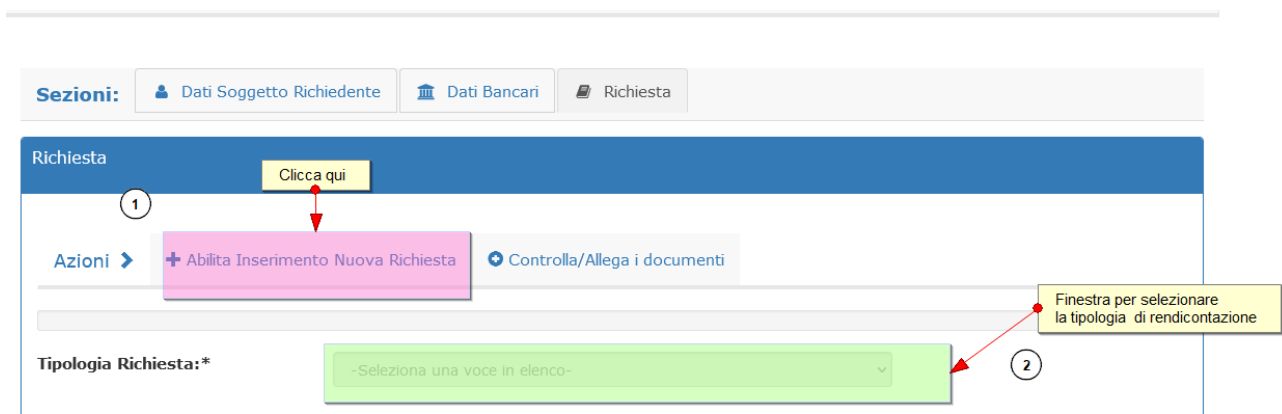 Sezioni: Dati Soggetto Richiedente Dati Bancari Richiesta
Richiesta
Clicca qui
1
Azioni + Abilita Inserimento Nuova Richiesta Controlla/Allega i documenti
Finestra per selezionare
la tipologia di rendicontazione
Tipologia Richiesta:* -Seleziona una voce in elenco-
2